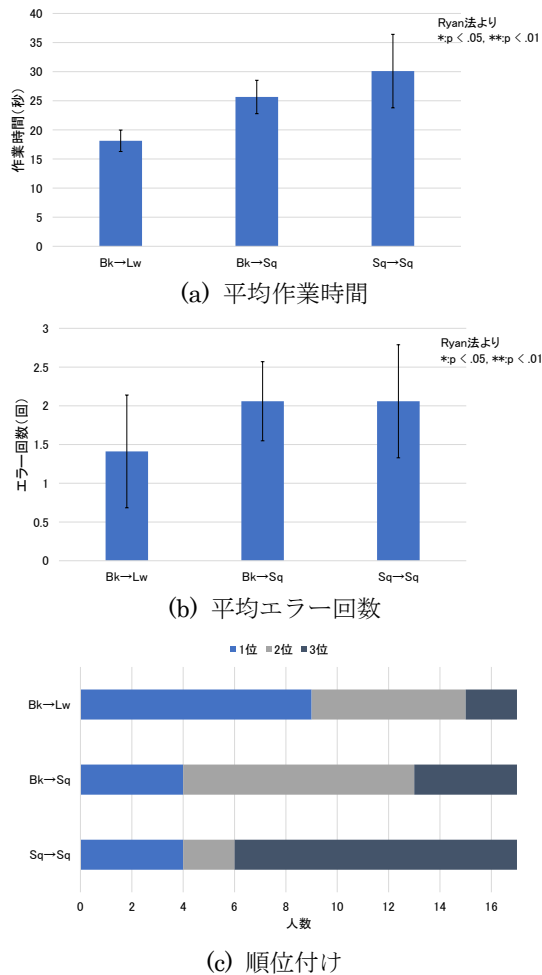 Ryan法より
*:p < .05, **:p < .01
40
35
30
25
20
15
10
5
0
作業時間(秒)
Bk→Lw Bk→Sq Sq→Sq
(a) 平均作業時間
Ryan法より
*:p < .05, **:p < .01
3
2.5
2
1.5
1
0.5
0
エラー回数(回)
Bk→Lw Bk→Sq Sq→Sq
(b) 平均エラー回数
1位 2位 3位
Bk→Lw
Bk→Sq
Sq→Sq
0 2 4 6 8 10 12 14 16
人数
(c) 順位付け